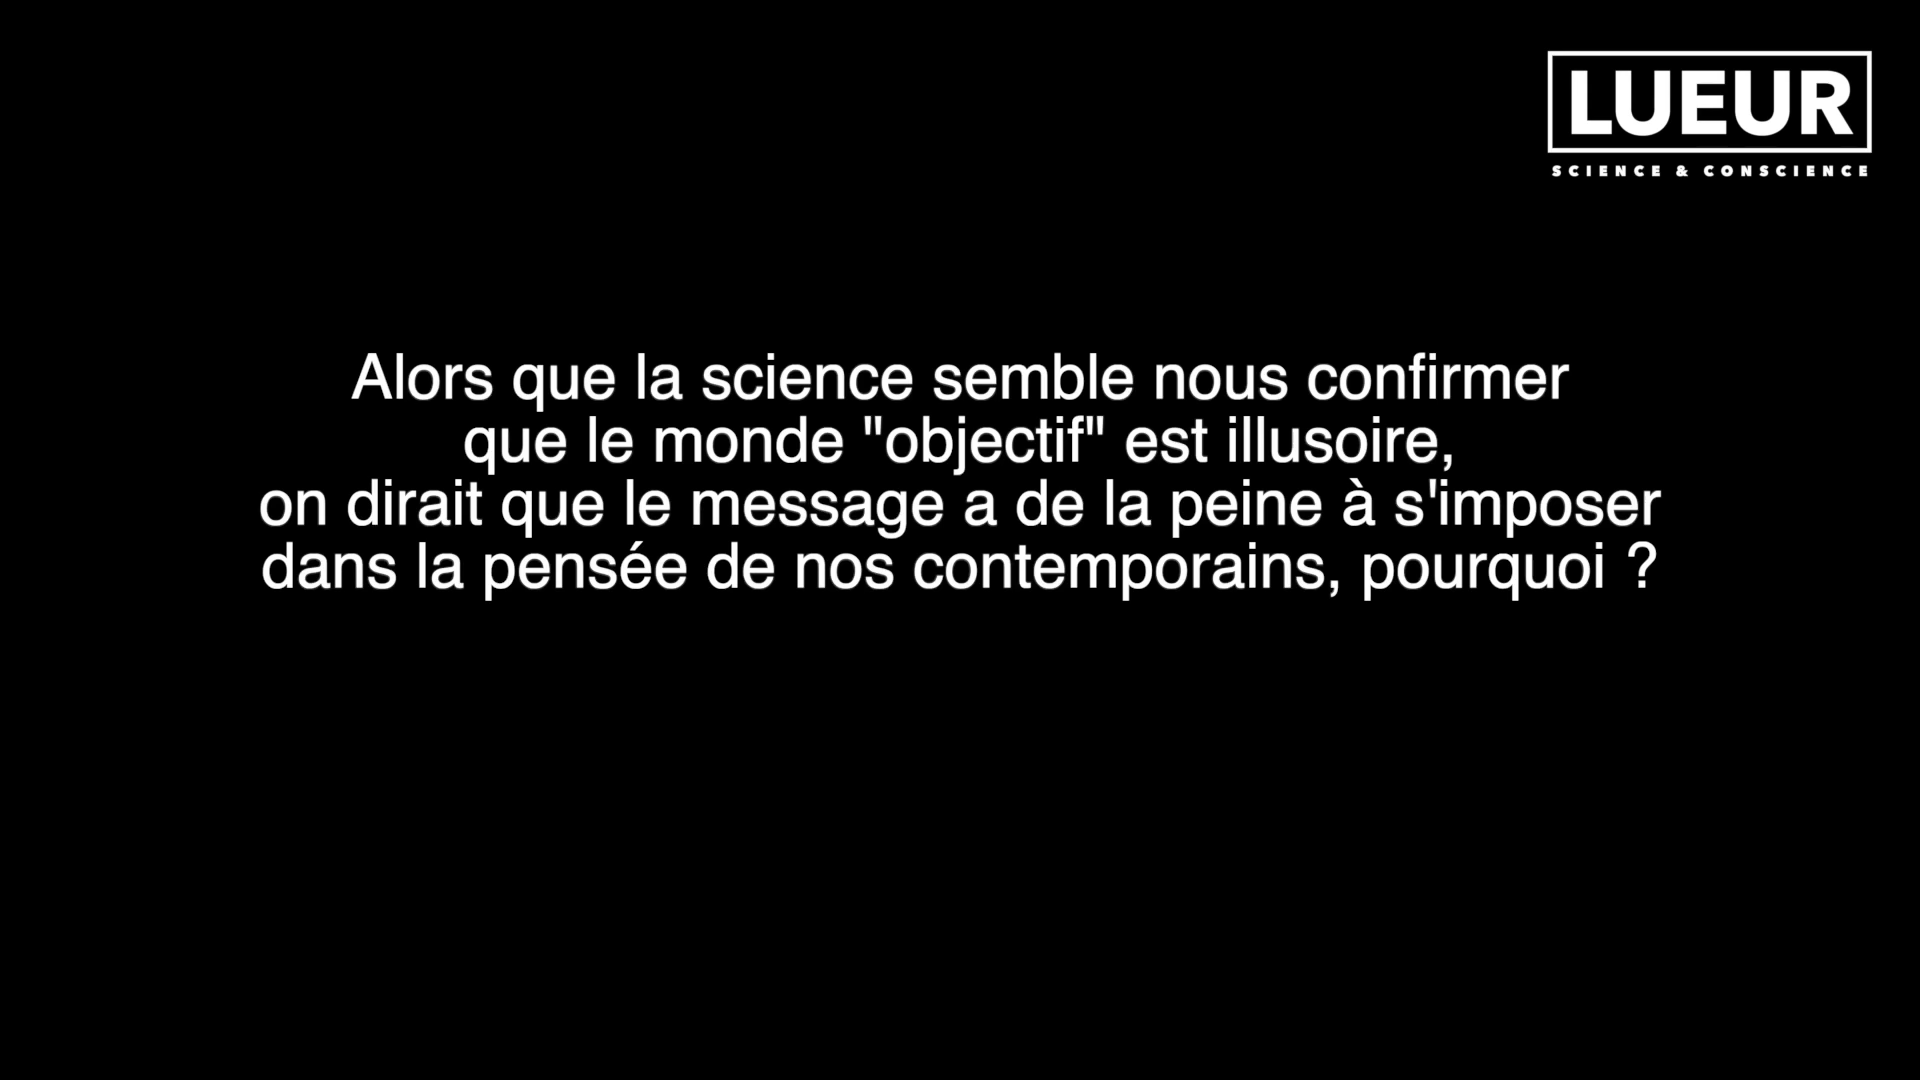 LUEUR
SCIENCE & CONSCIENCE
Alors que la science semble nous confirmer
que le monde "objectif" est illusoire,
on dirait que le message a de la peine à s'imposer
dans la pensée de nos contemporains, pourquoi ?